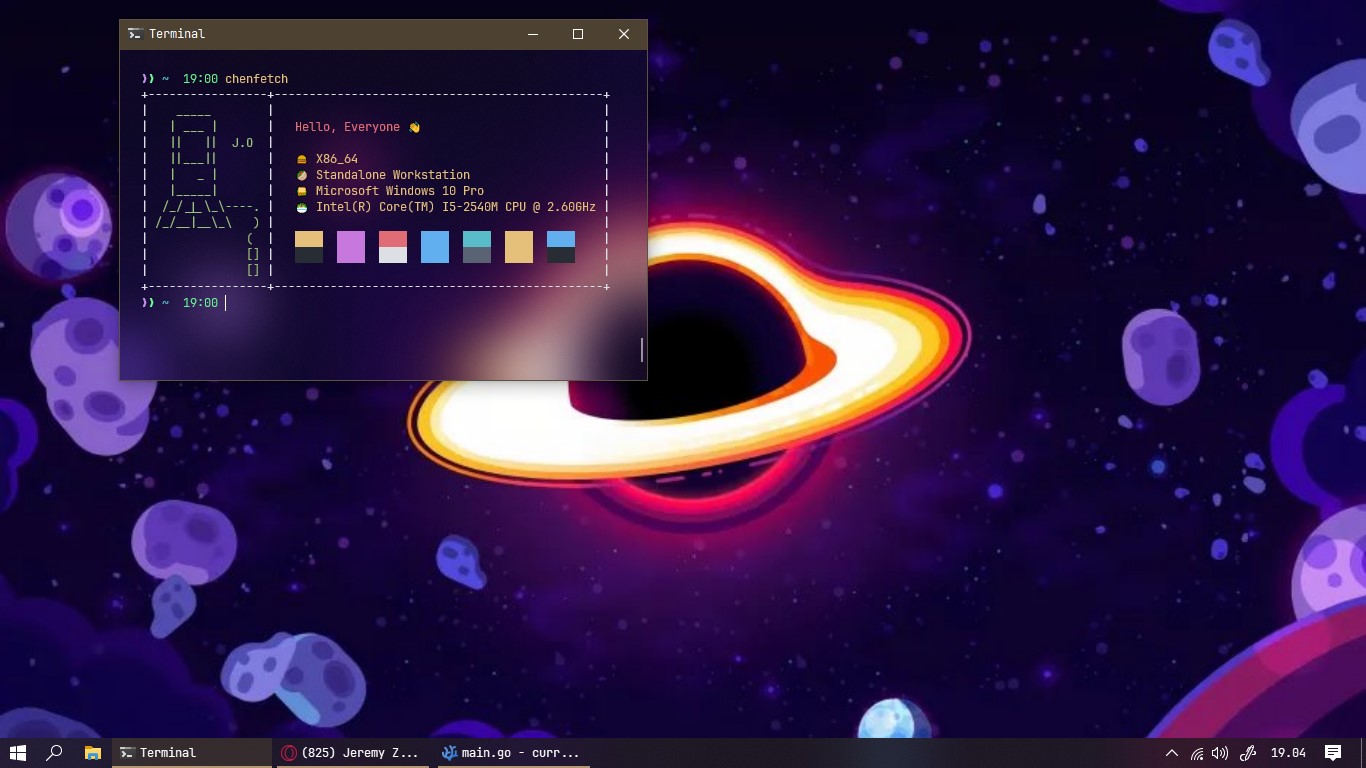 Terminal
~ 19:00 chenfetch
J.O
Hello, Everyone 👋
X86_64
Standalone Workstation
Microsoft Windows 10 Pro
Intel(R) Core(TM) I5-2540M CPU @ 2.60GHz
~ 19:00
Terminal
(825) Jeremy Z...
main.go - curr...
19.04